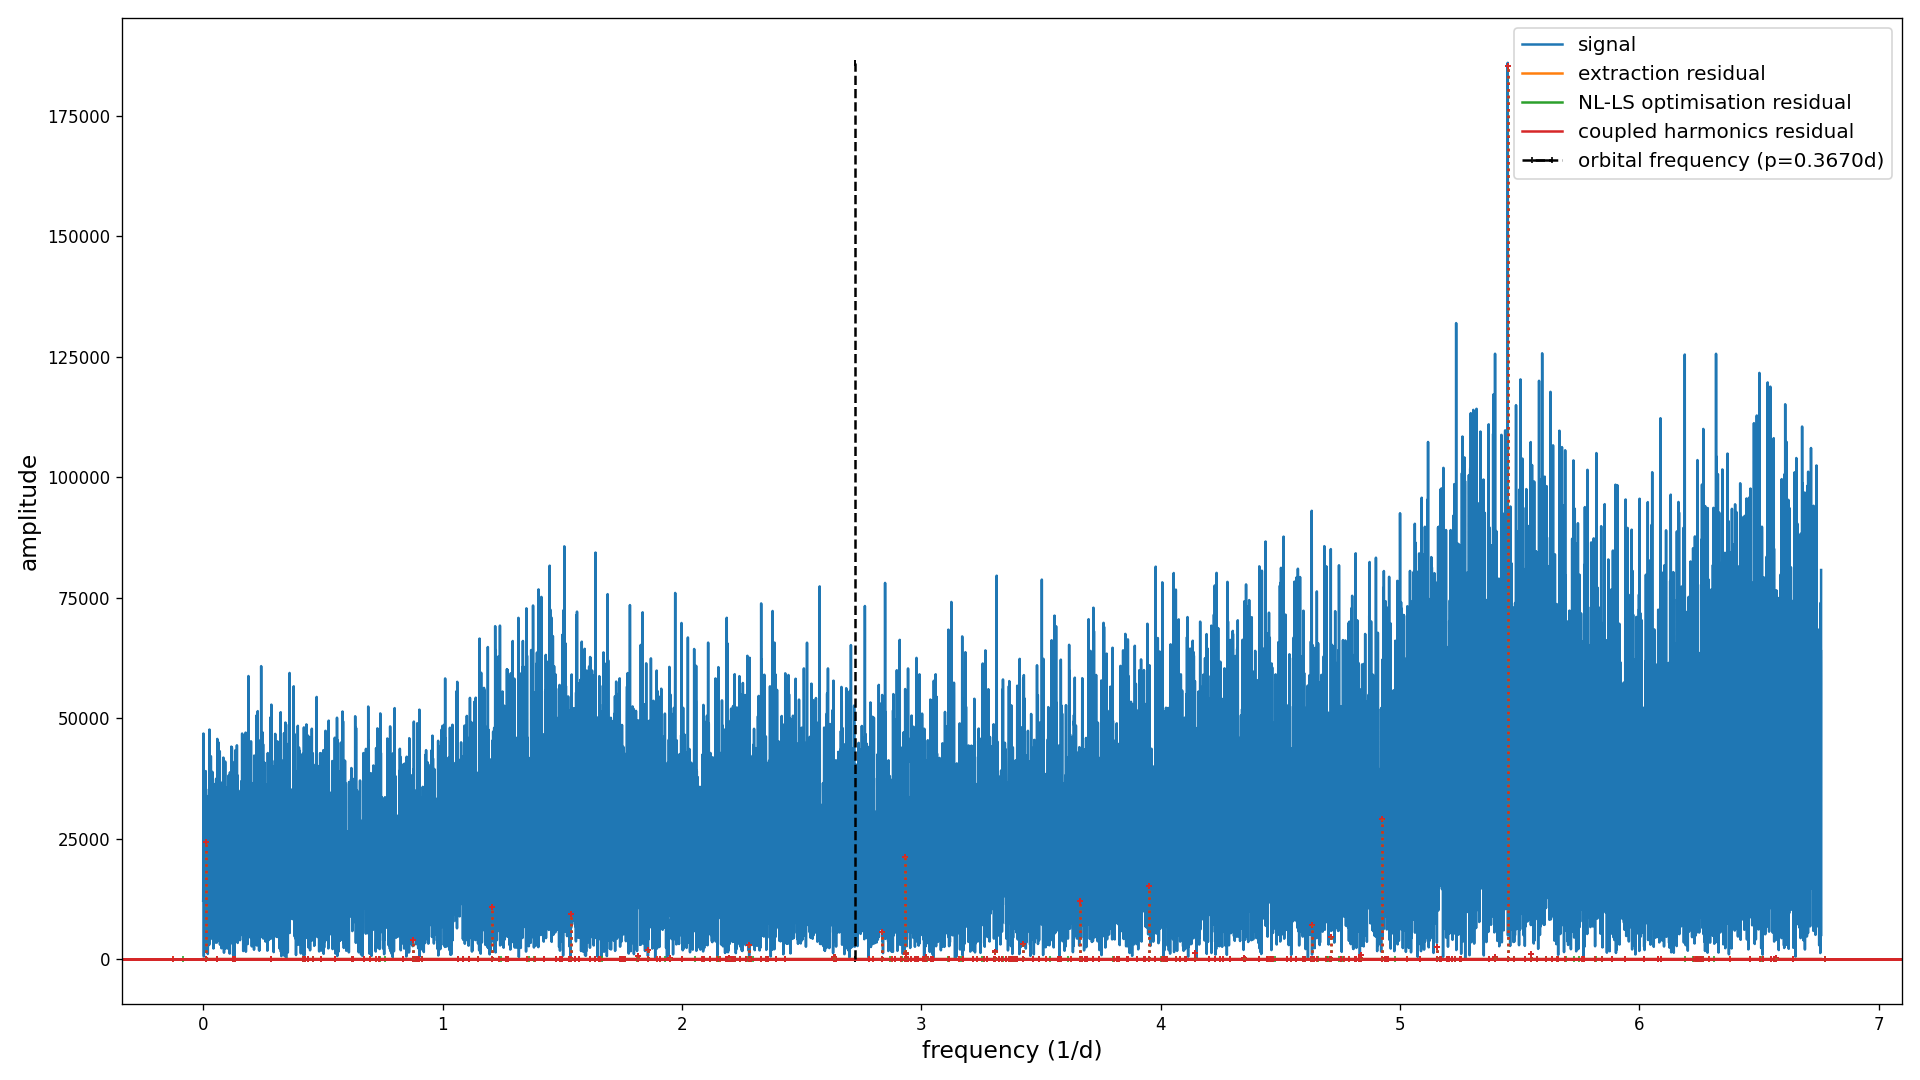 signal
extraction residual
NL-LS optimisation residual
coupled harmonics residual
orbital frequency (p=0.3670d)
175000
150000
125000
100000
75000
50000
25000
0
amplitude
0 1 2 3 4 5 6 7
frequency (1/d)